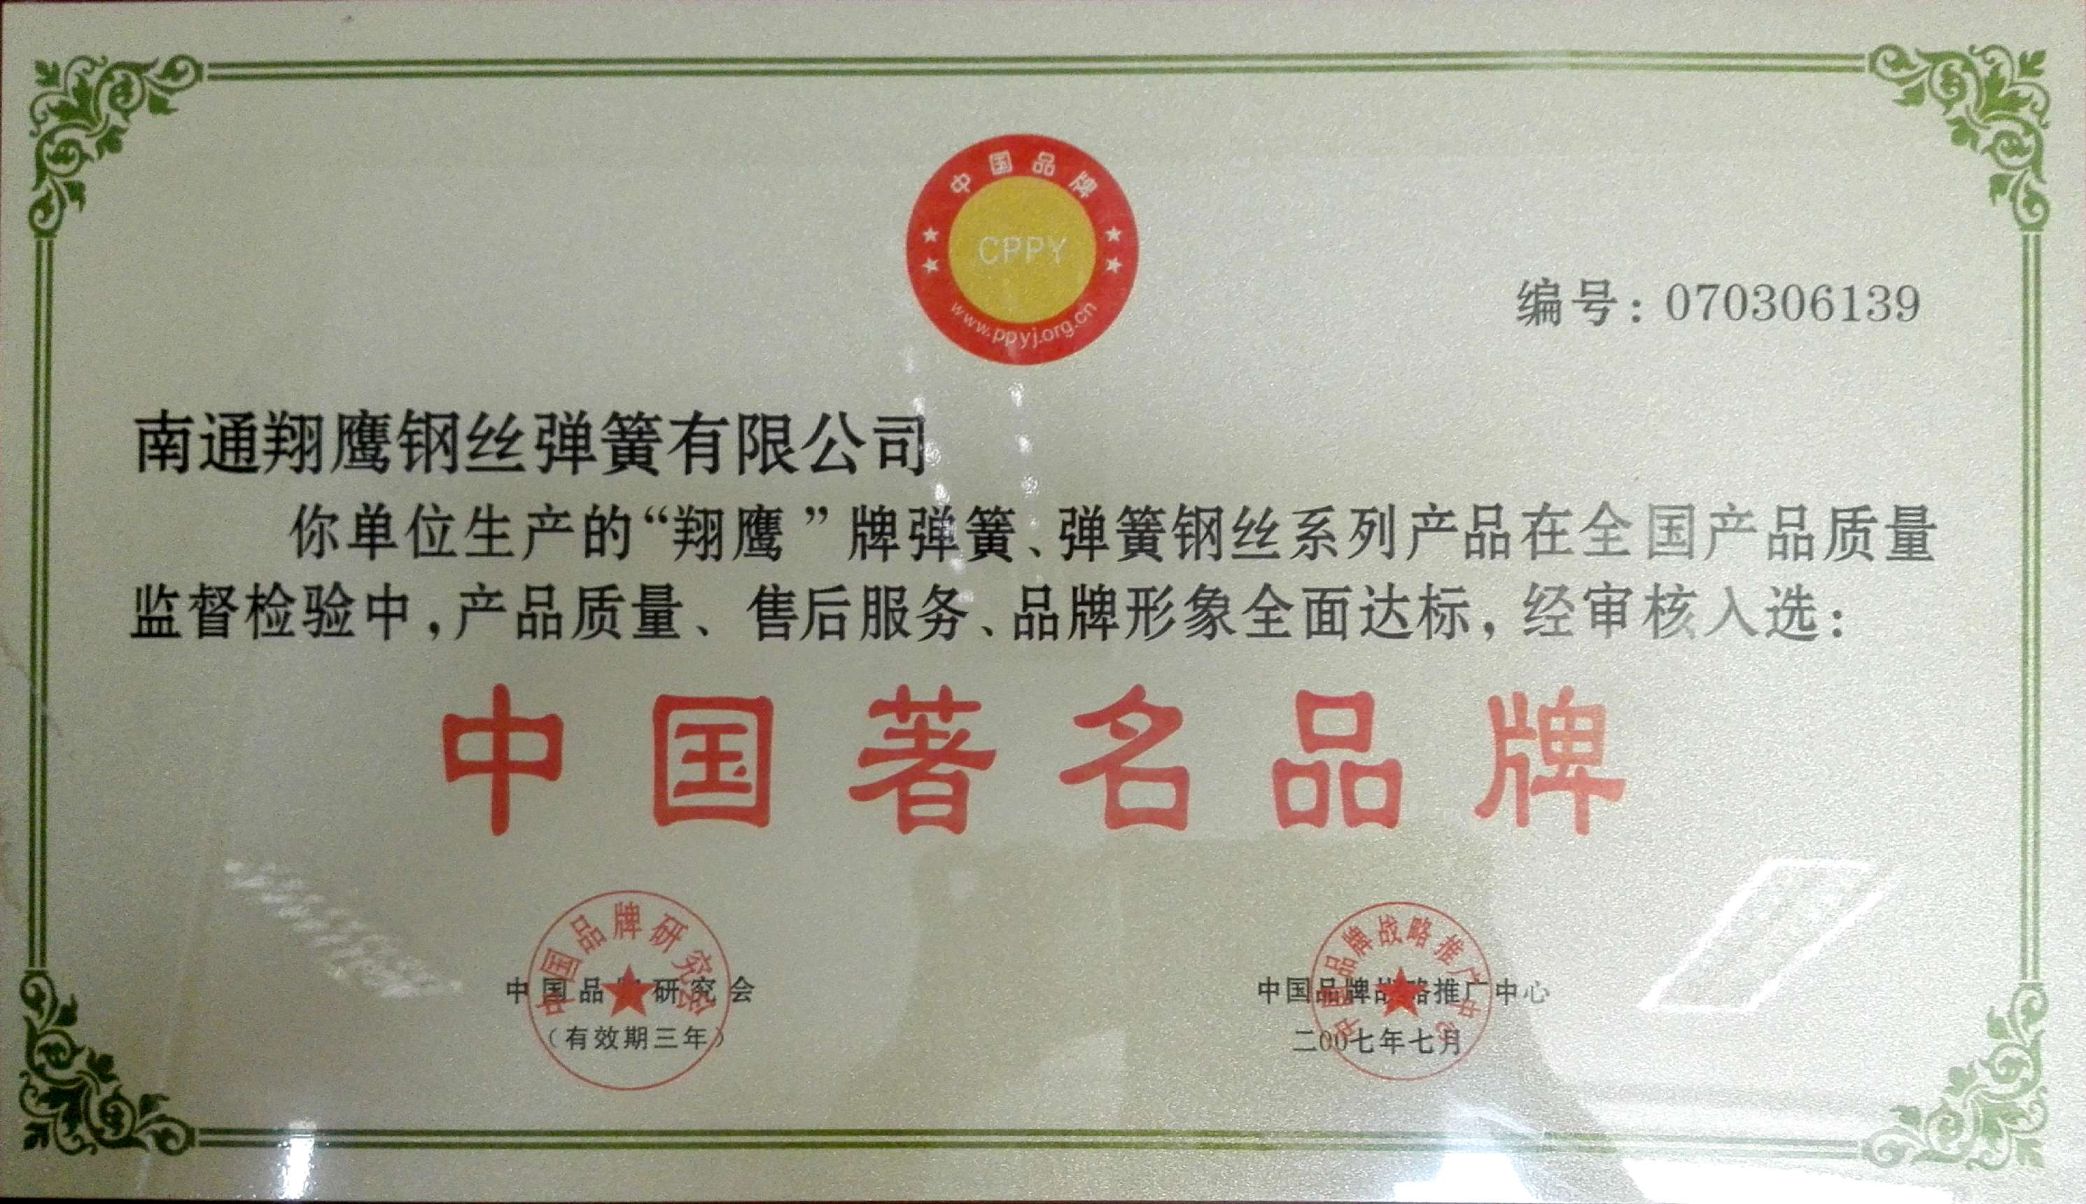 中国品牌
CPPY
www.ppyj.org.cn
编号：070306139
南通翔鹰钢丝弹簧有限公司
你单位生产的“翔鹰”牌弹簧、弹簧钢丝系列产品在全国产品质量
监督检验中，产品质量、售后服务、品牌形象全面达标，经审核入选：
中国著名品牌
中国品牌研究会
中国品牌研究会
（有效期三年）
中国品牌战略推广中心
中国品牌战略推广中心
二00七年七月